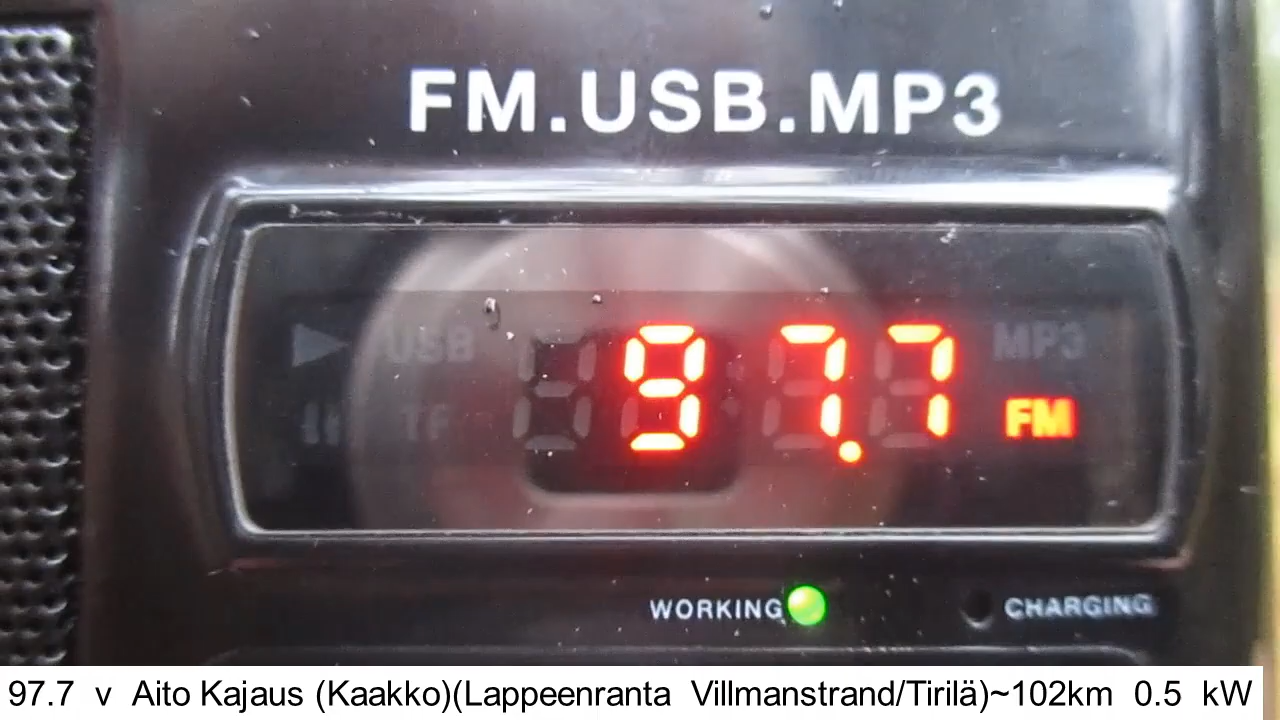 FM.USB.MP3
USB 97.7 MP3
TF FM
WORKING CHARGING
97.7 v Aito Kajaus (Kaakko)(Lappeenranta Villmanstrand/Tirilä)~102km 0.5 kW